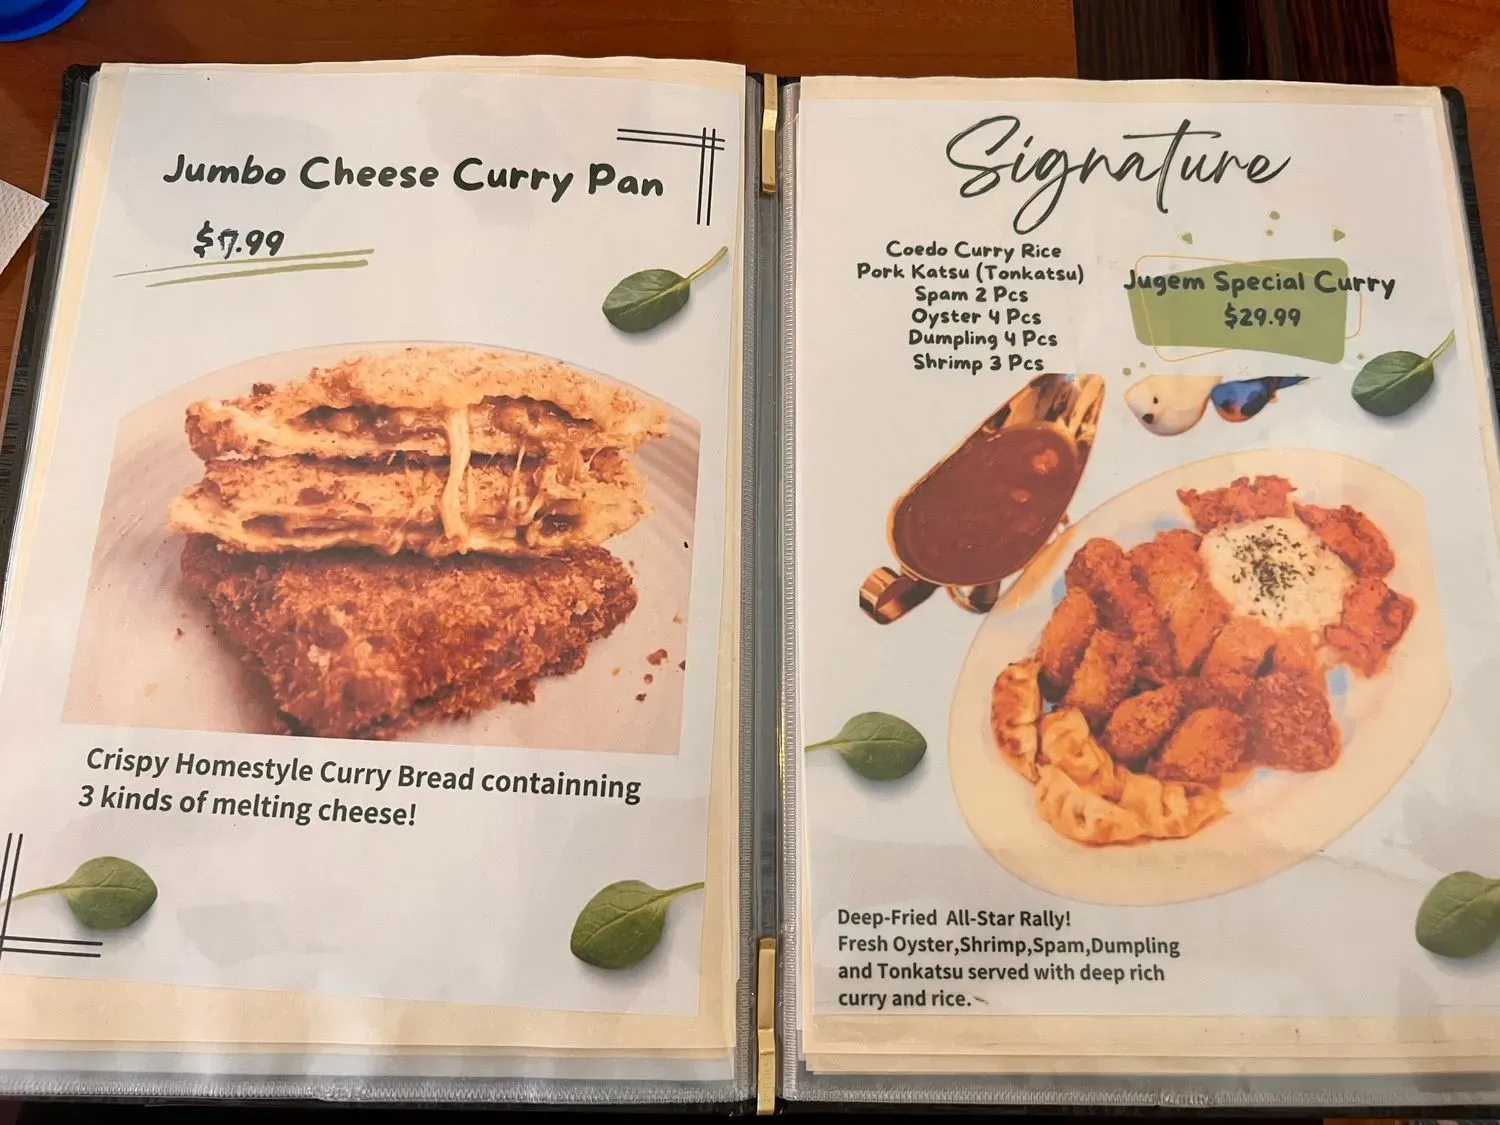 Jumbo Cheese Curry Pan
$7.99
Crispy Homestyle Curry Bread containning
3 kinds of melting cheese!
Signature
Coedo Curry Rice
Pork Katsu (Tonkatsu)
Spam 2 Pcs
Oyster 4 Pcs
Dumpling 4 Pcs
Shrimp 3 Pcs
Jugem Special Curry
$29.99
Deep-Fried All-Star Rally!
Fresh Oyster,Shrimp,Spam,Dumpling
and Tonkatsu served with deep rich
curry and rice.